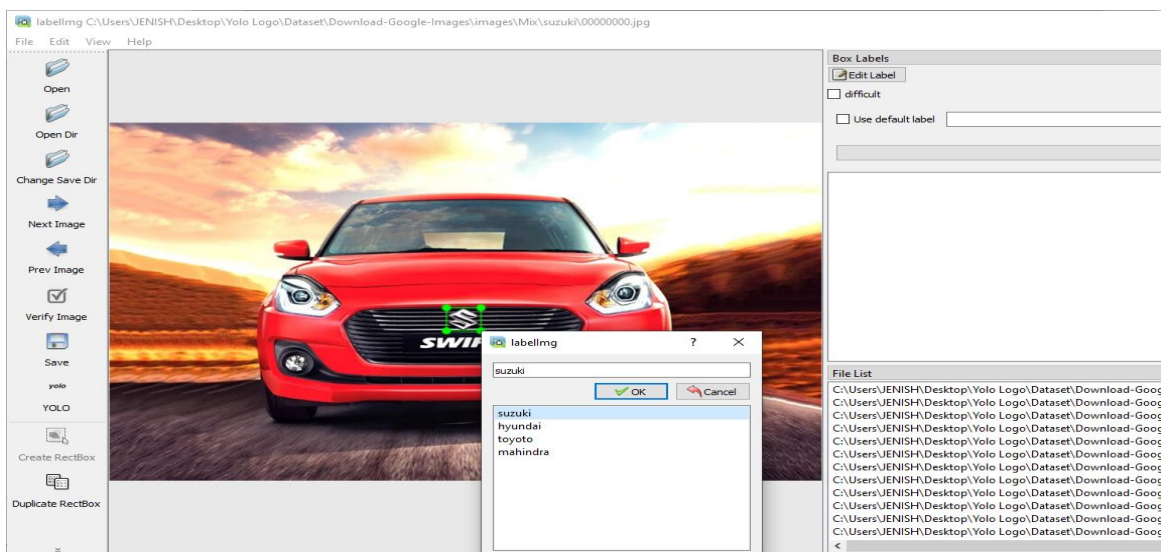 labelImg C:\Users\JENISH\Desktop\Yolo Logo\Dataset\Download-Google-Images\images\Mix\suzuki\00000000.jpg
File Edit View Help
Open
Open Dir
Change Save Dir
Next Image
Prev Image
Verify Image
Save
yolo
YOLO
Create RectBox
Duplicate RectBox
SWIF
labelImg ?
suzuki
OK Cancel
suzuki
hyundai
toyoto
mahindra
Box Labels
Edit Label
difficult
Use default label
File List
C:\Users\JENISH\Desktop\Yolo Logo\Dataset\Download-Goog
C:\Users\JENISH\Desktop\Yolo Logo\Dataset\Download-Goog
C:\Users\JENISH\Desktop\Yolo Logo\Dataset\Download-Goog
C:\Users\JENISH\Desktop\Yolo Logo\Dataset\Download-Goog
C:\Users\JENISH\Desktop\Yolo Logo\Dataset\Download-Goog
C:\Users\JENISH\Desktop\Yolo Logo\Dataset\Download-Goog
C:\Users\JENISH\Desktop\Yolo Logo\Dataset\Download-Goog
C:\Users\JENISH\Desktop\Yolo Logo\Dataset\Download-Goog
C:\Users\JENISH\Desktop\Yolo Logo\Dataset\Download-Goog
C:\Users\JENISH\Desktop\Yolo Logo\Dataset\Download-Goog
C:\Users\JENISH\Desktop\Yolo Logo\Dataset\Download-Goog
C:\Users\JENISH\Desktop\Yolo Logo\Dataset\Download-Goog